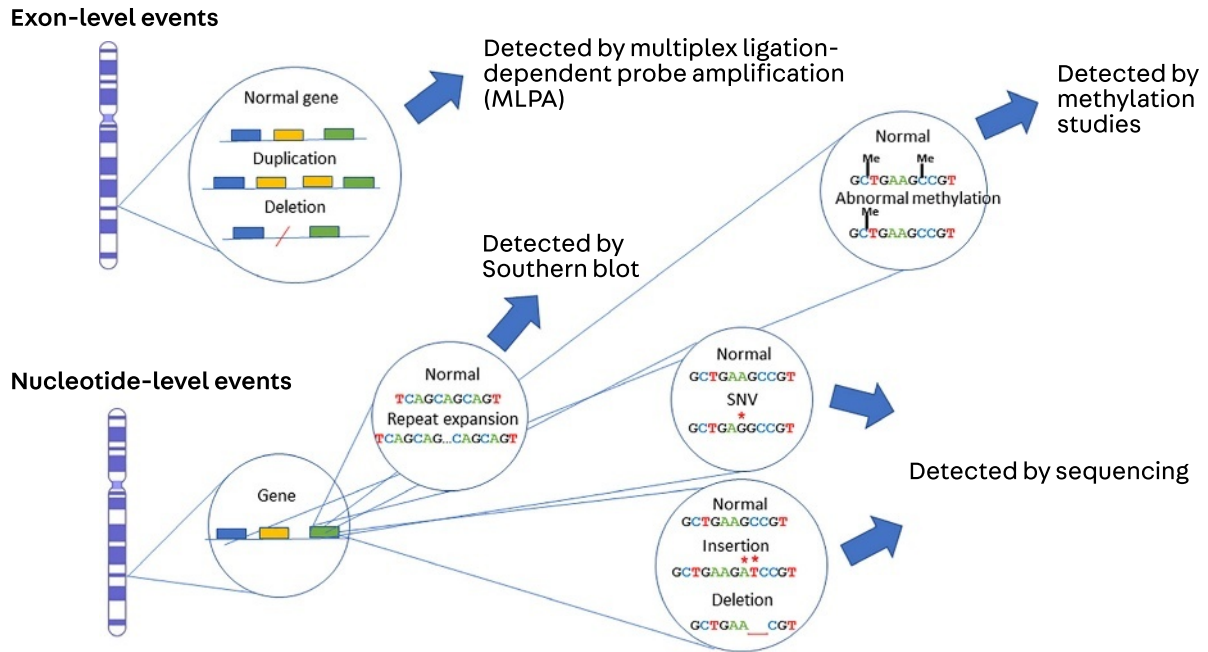 Exon-level events
Normal gene
Duplication
Deletion
Detected by multiplex ligation-
dependent probe amplification
(MLPA)
Detected by
methylation
studies
Normal
Me Me
GCTGAAGCCGT
Abnormal methylation
Me
GCTGAAGCCGT
Detected by
Southern blot
Nucleotide-level events
Gene
Normal
TCAGCAGCAGT
Repeat expansion
TCAGCAG...CAGCAGT
Normal
GCTGAAGCCGT
SNV
*
GCTGAGGCCGT
Detected by sequencing
Normal
GCTGAAGCCGT
Insertion
**
GCTGAAGATCCGT
Deletion
GCTGAA__CGT